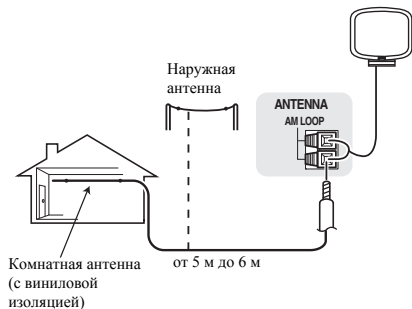 Наружная
антенна
ANTENNA
AM LOOP
от 5 м до 6 м
Комнатная антенна
(с виниловой
изоляцией)